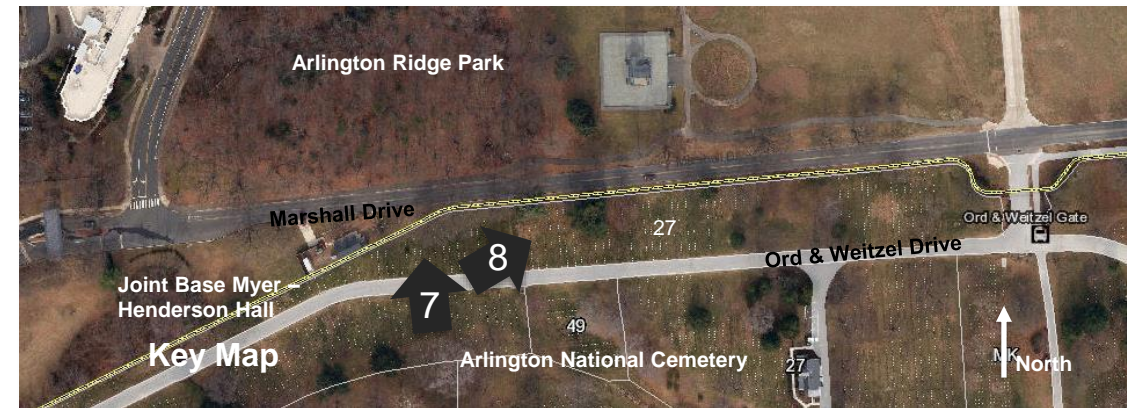 Arlington Ridge Park
Marshall Drive
27
Ord & Weitzel Gate
8
Ord & Weitzel Drive
Joint Base Myer –
Henderson Hall
7
49
Key Map
Arlington National Cemetery
27
North